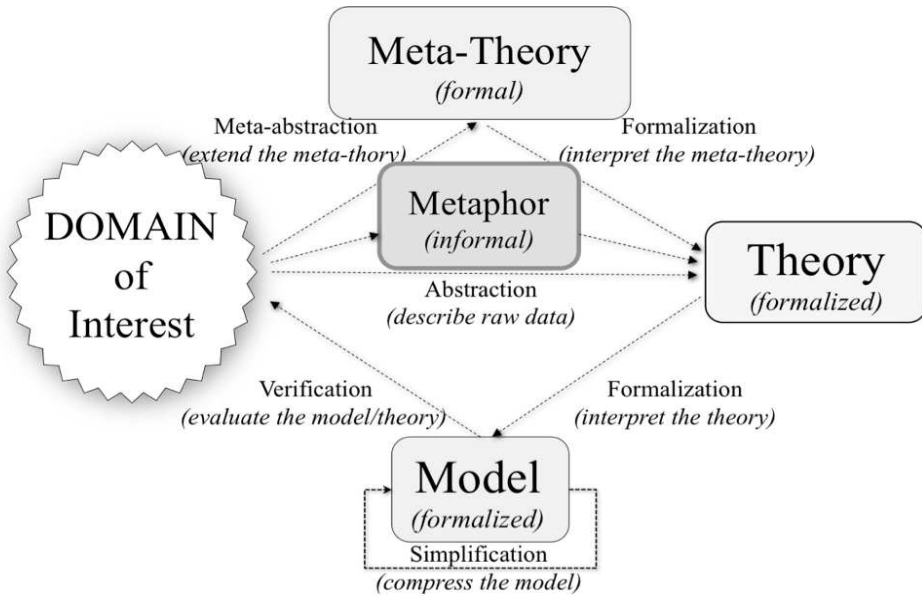 Meta-Theory
(formal)
Meta-abstraction
(extend the meta-thory)
Formalization
(interpret the meta-theory)
Metaphor
(informal)
DOMAIN
of
Interest
Theory
(formalized)
Abstraction
(describe raw data)
Verification
(evaluate the model/theory)
Formalization
(interpret the theory)
Model
(formalized)
Simplification
(compress the model)